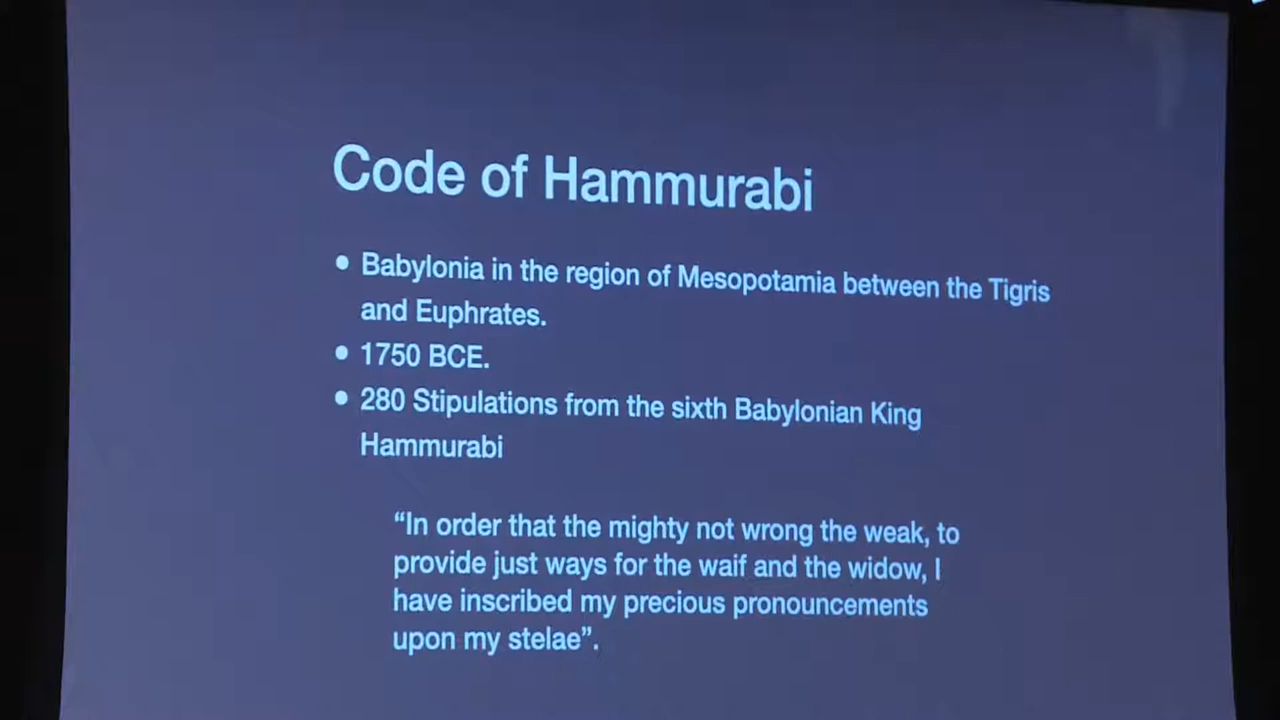 Code of Hammurabi
• Babylonia in the region of Mesopotamia between the Tigris
and Euphrates.
• 1750 BCE.
• 280 Stipulations from the sixth Babylonian King
Hammurabi
“In order that the mighty not wrong the weak, to
provide just ways for the waif and the widow, I
have inscribed my precious pronouncements
upon my stelae”.